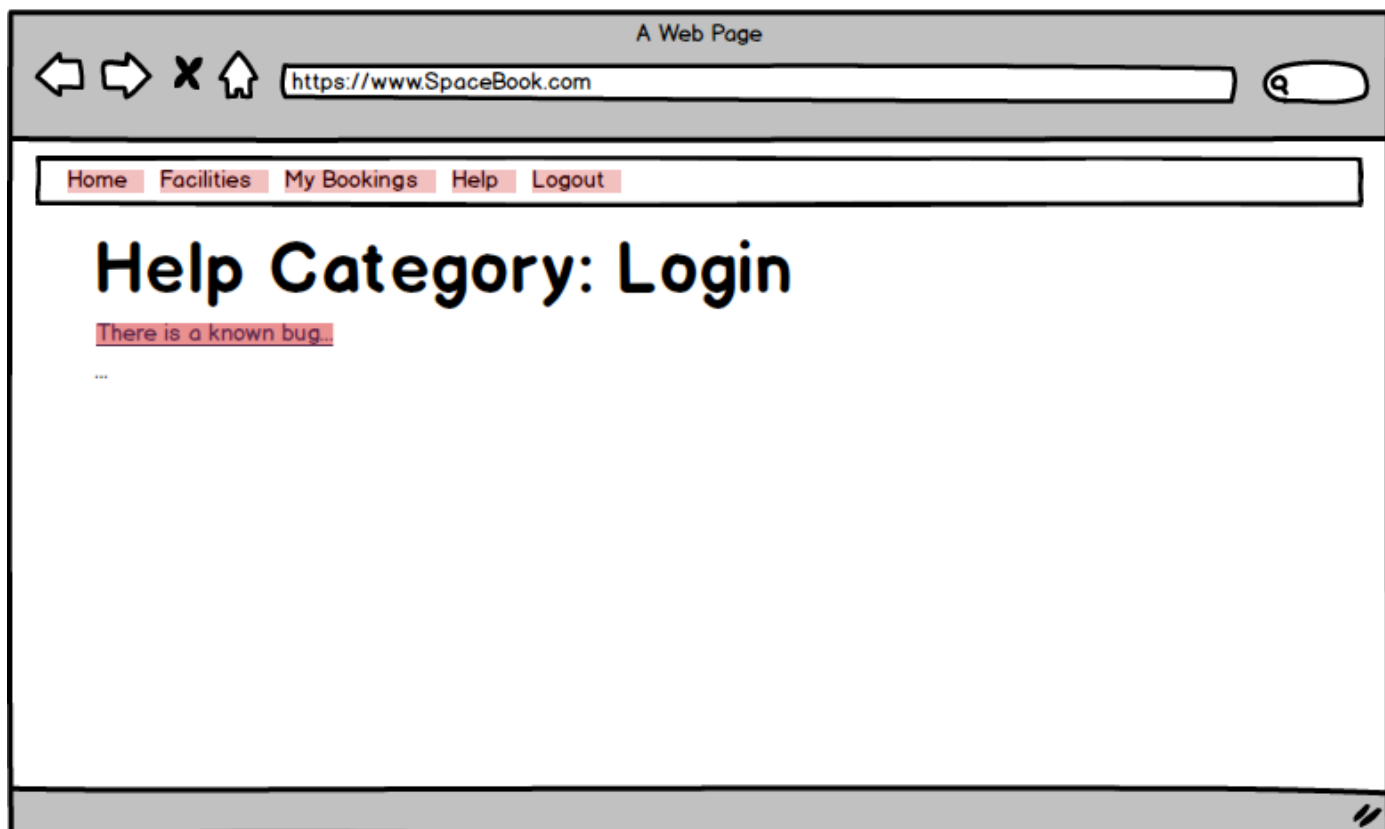 A Web Page
https://www.SpaceBook.com
Home Facilities My Bookings Help Logout
Help Category: Login
There is a known bug...
...